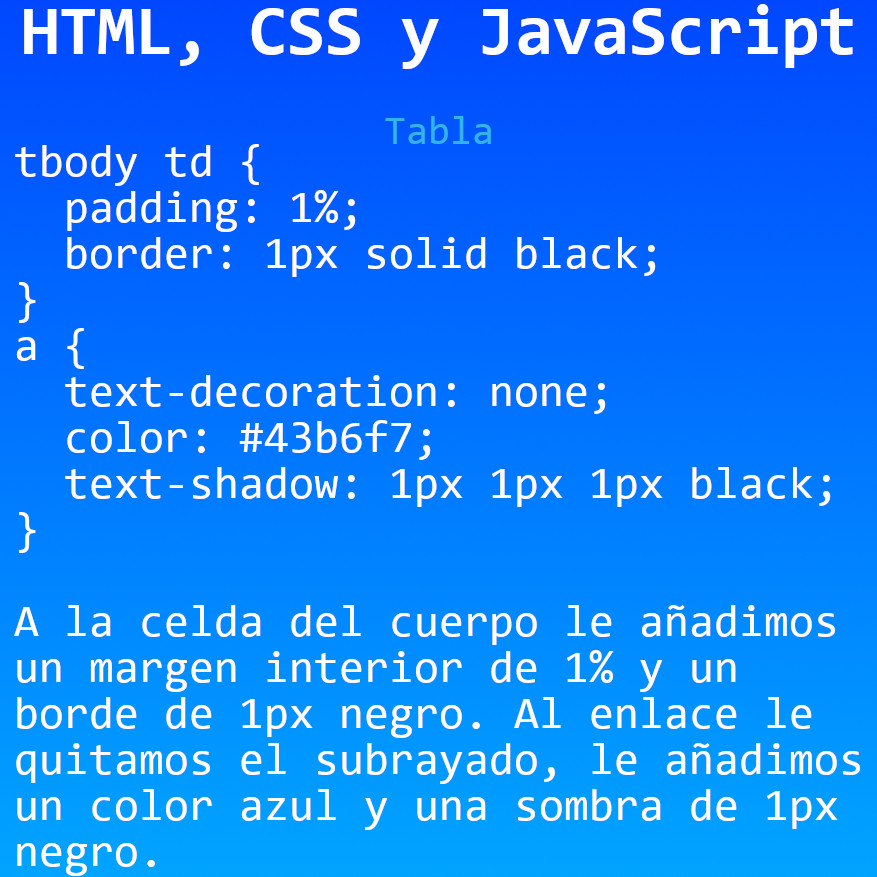 HTML, CSS y JavaScript
Tabla
tbody td {
  padding: 1%;
  border: 1px solid black;
}
a {
  text-decoration: none;
  color: #43b6f7;
  text-shadow: 1px 1px 1px black;
}
A la celda del cuerpo le añadimos
un margen interior de 1% y un
borde de 1px negro. Al enlace le
quitamos el subrayado, le añadimos
un color azul y una sombra de 1px
negro.